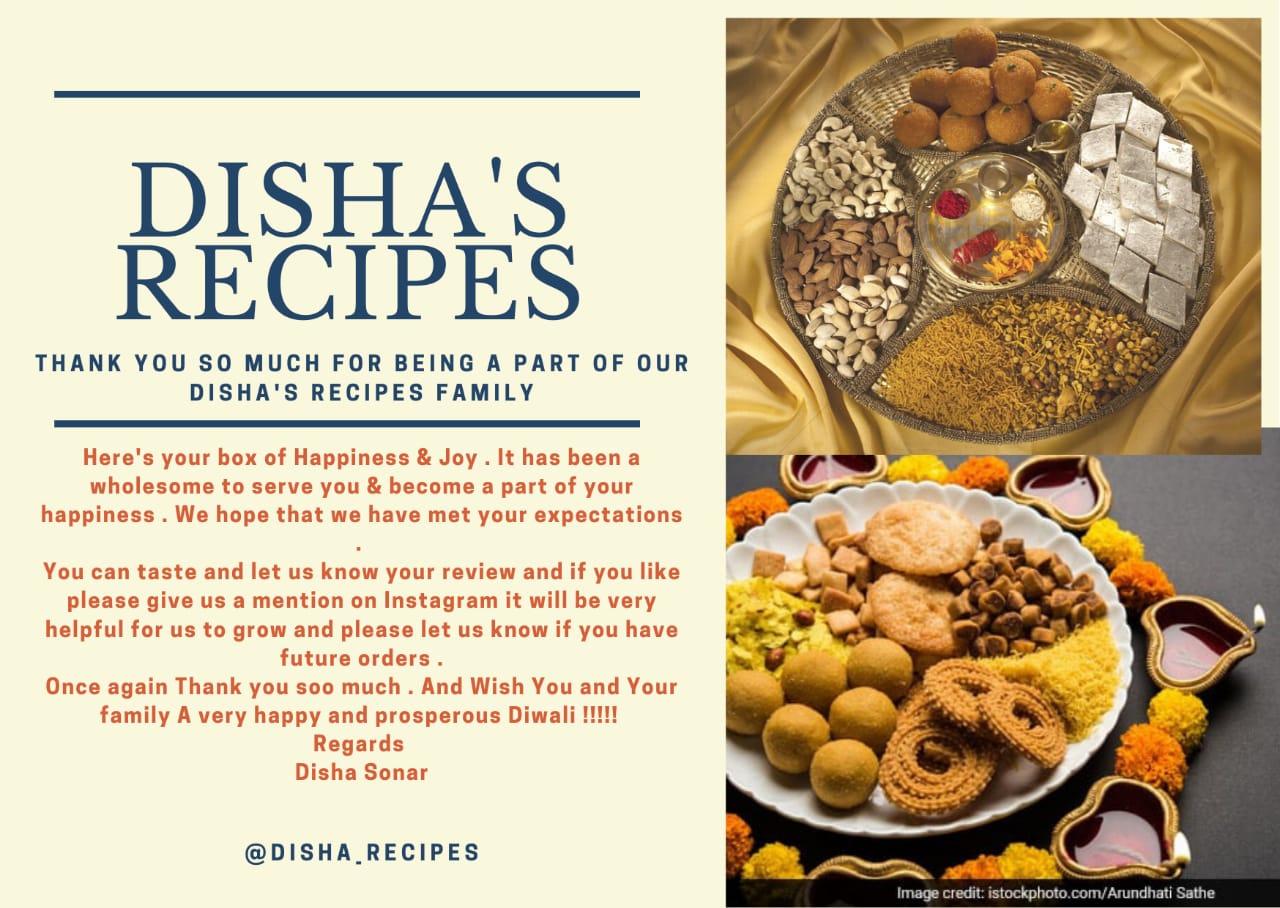 DISHA'S
RECIPES
THANK YOU SO MUCH FOR BEING A PART OF OUR
DISHA'S RECIPES FAMILY
Here's your box of Happiness & Joy . It has been a
wholesome to serve you & become a part of your
happiness . We hope that we have met your expectations
.
You can taste and let us know your review and if you like
please give us a mention on Instagram it will be very
helpful for us to grow and please let us know if you have
future orders .
Once again Thank you soo much . And Wish You and Your
family A very happy and prosperous Diwali !!!!!
Regards
Disha Sonar
@DISHA_RECIPES
Image credit: istockphoto.com/Arundhati Sathe